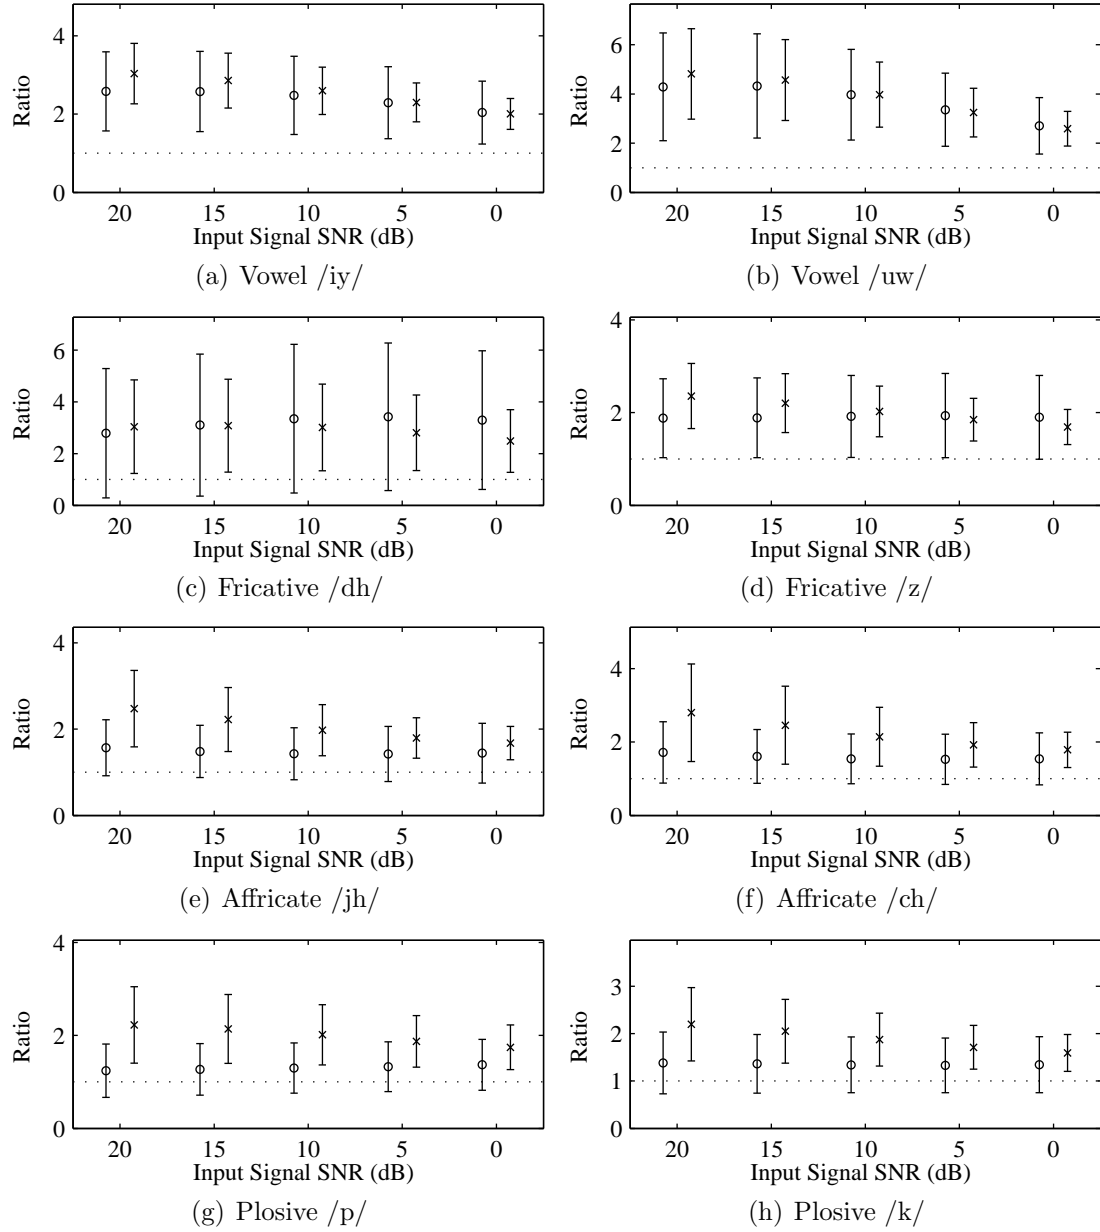 4
2
0
Ratio
20 15 10 5 0
Input Signal SNR (dB)
(a) Vowel /iy/
6
4
2
0
Ratio
20 15 10 5 0
Input Signal SNR (dB)
(b) Vowel /uw/
6
4
2
0
Ratio
20 15 10 5 0
Input Signal SNR (dB)
(c) Fricative /dh/
4
2
0
Ratio
20 15 10 5 0
Input Signal SNR (dB)
(d) Fricative /z/
4
2
0
Ratio
20 15 10 5 0
Input Signal SNR (dB)
(e) Affricate /jh/
4
2
1
0
Ratio
20 15 10 5 0
Input Signal SNR (dB)
(f) Affricate /ch/
4
2
1
0
Ratio
20 15 10 5 0
Input Signal SNR (dB)
(g) Plosive /p/
3
2
1
0
Ratio
20 15 10 5 0
Input Signal SNR (dB)
(h) Plosive /k/